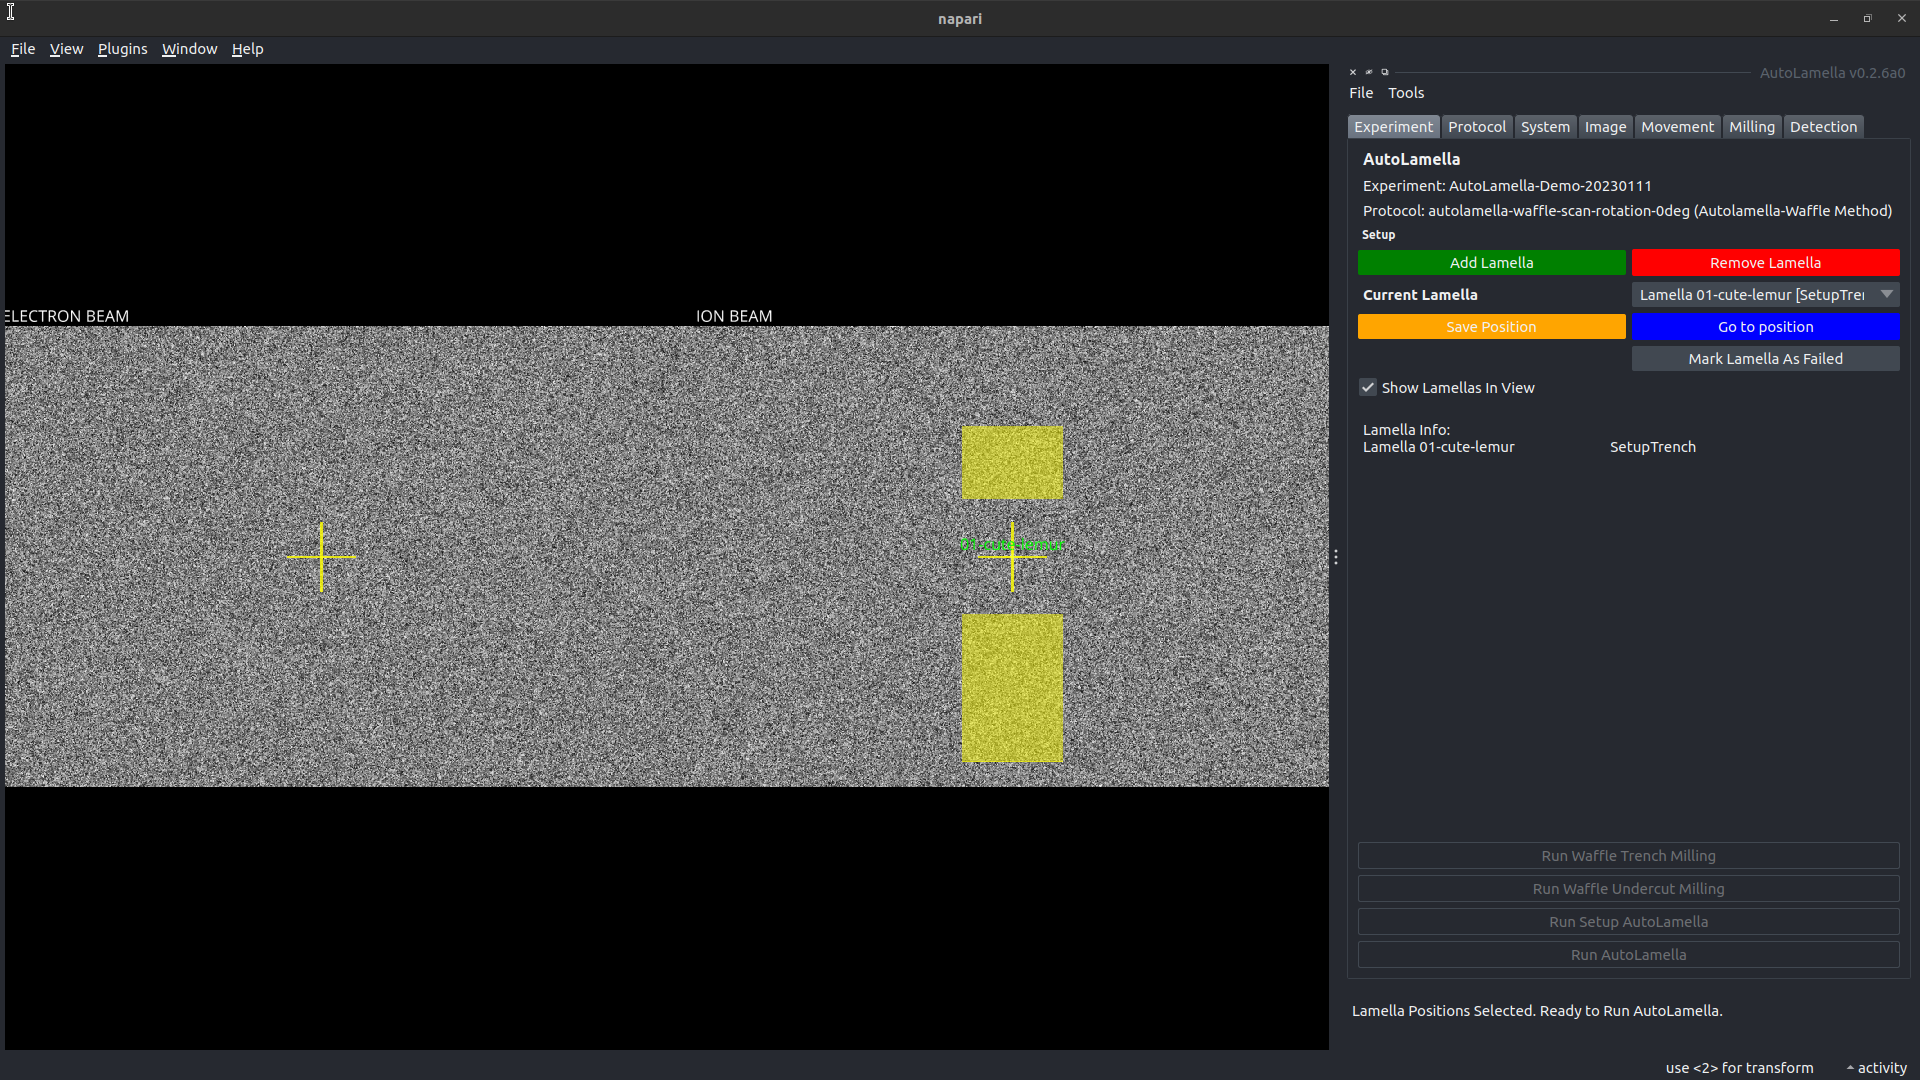 napari
File View Plugins Window Help
AutoLamella v0.2.6a0
File Tools
Experiment Protocol System Image Movement Milling Detection
AutoLamella
Experiment: AutoLamella-Demo-20230111
Protocol: autolamella-waffle-scan-rotation-0deg (Autolamella-Waffle Method)
Setup
Add Lamella Remove Lamella
Current Lamella Lamella 01-cute-lemur [SetupTrer
Save Position Go to position
Mark Lamella As Failed
Show Lamellas In View
Lamella Info:
Lamella 01-cute-lemur SetupTrench
ELECTRON BEAM ION BEAM
01-cute-lemur
Run Waffle Trench Milling
Run Waffle Undercut Milling
Run Setup AutoLamella
Run AutoLamella
Lamella Positions Selected. Ready to Run AutoLamella.
use <2> for transform activity